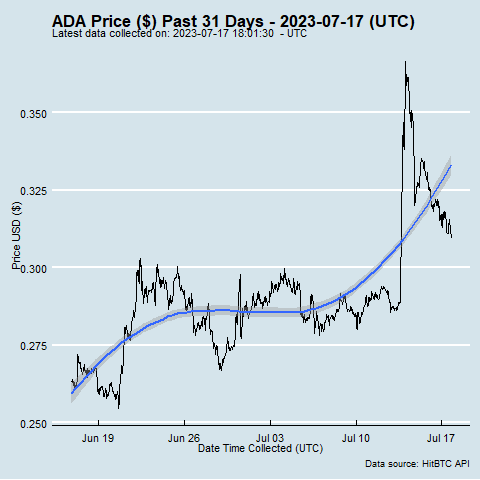 ADA Price ($) Past 31 Days - 2023-07-17 (UTC)
Latest data collected on: 2023-07-17 18:01:30 - UTC
0.350
0.325
0.300
0.275
0.250
Price USD ($)
Jun 19 Jun 26 Jul 03 Jul 10 Jul 17
Date Time Collected (UTC)
Data source: HitBTC API